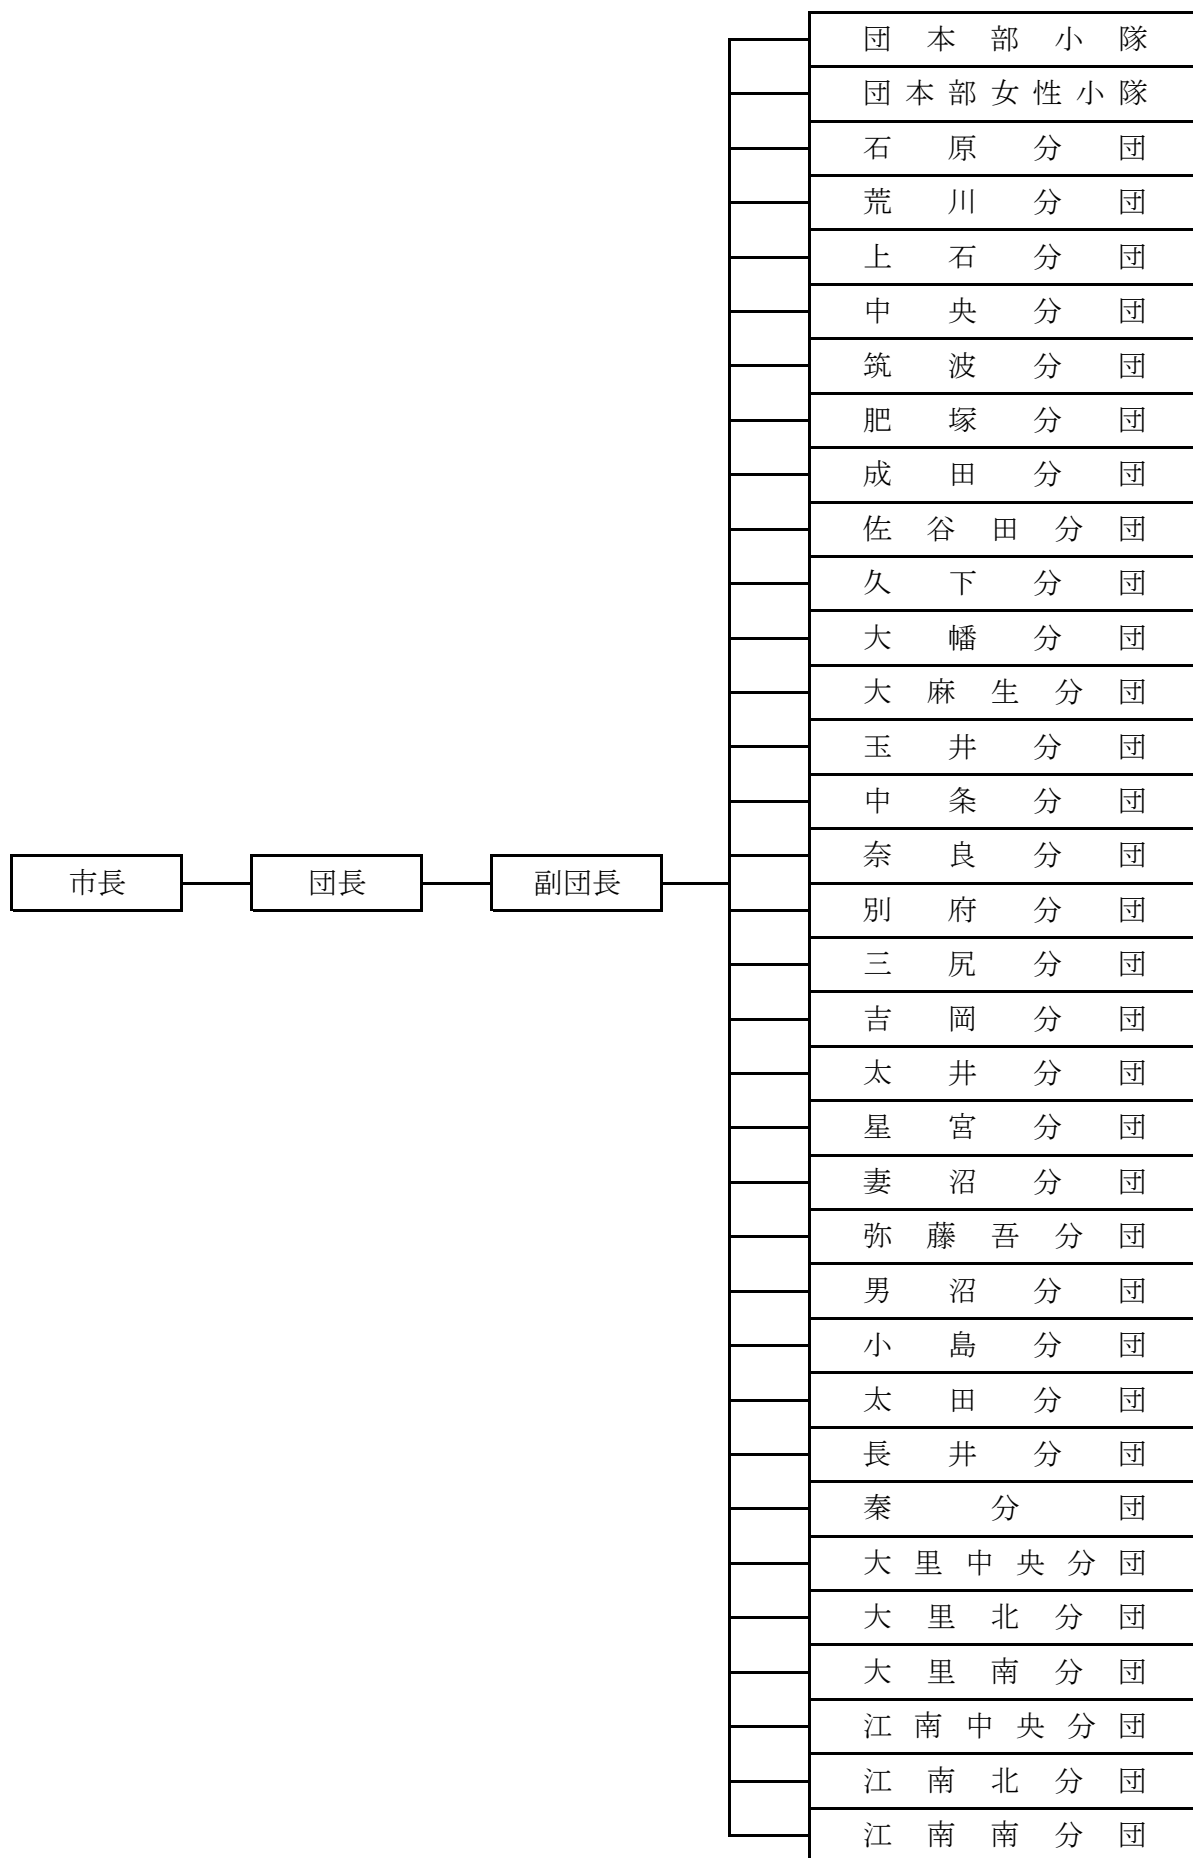 団本部小隊
団本部女性小隊
石原分団
荒川分団
上石分団
中央分団
筑波分団
肥塚分団
成田分団
佐谷田分団
久下分団
大幡分団
大麻生分団
玉井分団
中条分団
奈良分団
市長
団長
副団長
別府分団
三尻分団
吉岡分団
太井分団
星宮分団
妻沼分団
弥藤吾分団
男沼分団
小島分団
太田分団
長井分団
秦分団
大里中央分団
大里北分団
大里南分団
江南中央分団
江南北分団
江南南分団